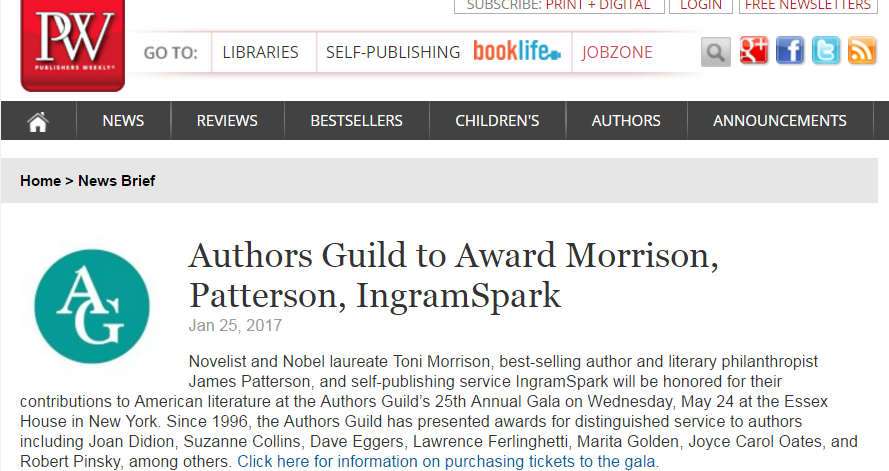 SUBSCRIBE: PRINT + DIGITAL LOGIN FREE NEWSLETTERS
PW
PUBLISHERS WEEKLY
GO TO: LIBRARIES SELF-PUBLISHING booklife JOBZONE
g+ f t
NEWS REVIEWS BESTSELLERS CHILDREN'S AUTHORS ANNOUNCEMENTS
Home > News Brief
AG
Authors Guild to Award Morrison,
Patterson, IngramSpark
Jan 25, 2017
Novelist and Nobel laureate Toni Morrison, best-selling author and literary philanthropist
James Patterson, and self-publishing service IngramSpark will be honored for their
contributions to American literature at the Authors Guild’s 25th Annual Gala on Wednesday, May 24 at the Essex
House in New York. Since 1996, the Authors Guild has presented awards for distinguished service to authors
including Joan Didion, Suzanne Collins, Dave Eggers, Lawrence Ferlinghetti, Marita Golden, Joyce Carol Oates, and
Robert Pinsky, among others. Click here for information on purchasing tickets to the gala.